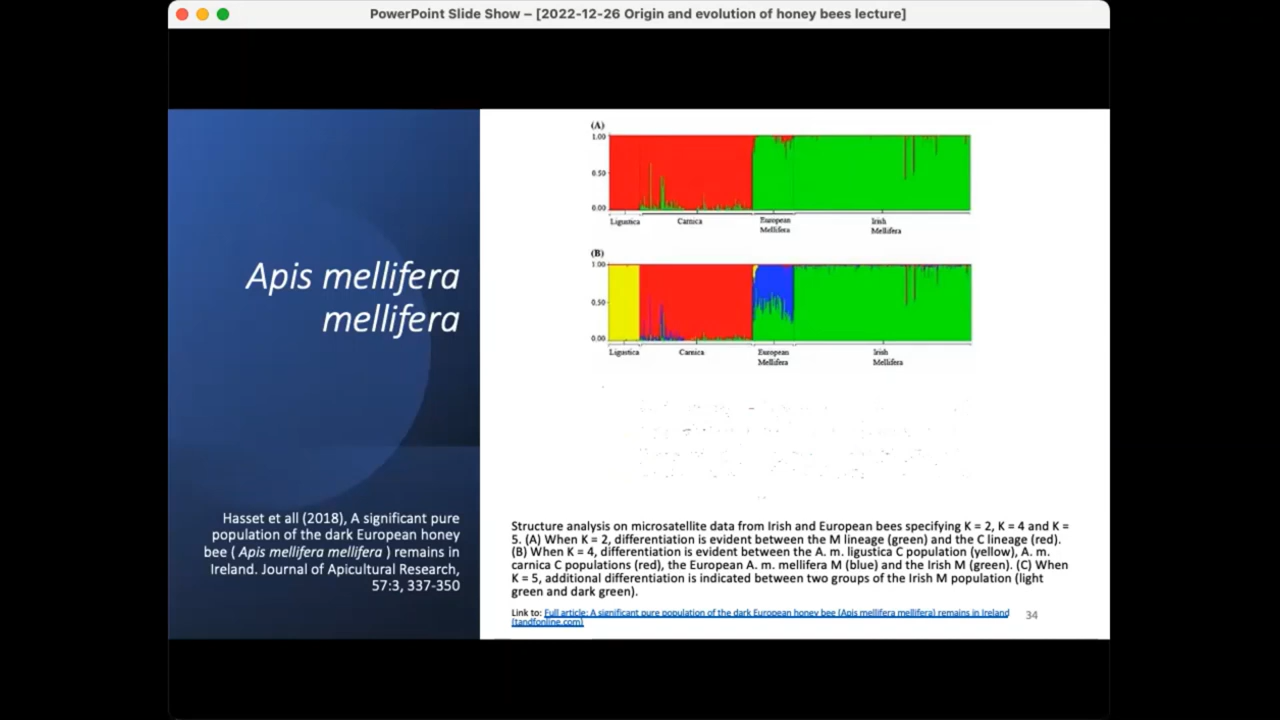 PowerPoint Slide Show – [2022-12-26 Origin and evolution of honey bees lecture]
Apis mellifera
mellifera
Hasset et all (2018), A significant pure
population of the dark European honey
bee ( Apis mellifera mellifera ) remains in
Ireland. Journal of Apicultural Research,
57:3, 337-350
(A)
1.00
0.50
0.00
Ligustica Carnica European Irish
Mellifera Mellifera
(B)
1.00
0.50
0.00
Ligustica Carnica European Irish
Mellifera Mellifera
Structure analysis on microsatellite data from Irish and European bees specifying K = 2, K = 4 and K =
5. (A) When K = 2, differentiation is evident between the M lineage (green) and the C lineage (red).
(B) When K = 4, differentiation is evident between the A. m. ligustica C population (yellow), A. m.
carnica C populations (red), the European A. m. mellifera M (blue) and the Irish M (green). (C) When
K = 5, additional differentiation is indicated between two groups of the Irish M population (light
green and dark green).
Link to: Full article: A significant pure population of the dark European honey bee (Apis mellifera mellifera) remains in Ireland
(tandfonline.com)
34